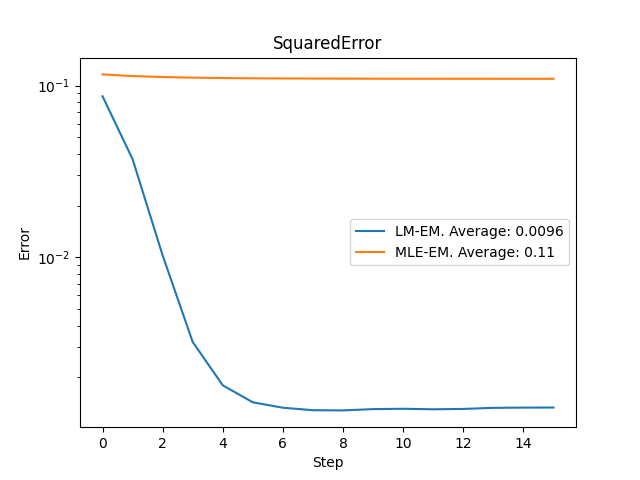 SquaredError
10⁻¹
10⁻²
Error
LM-EM. Average: 0.0096
MLE-EM. Average: 0.11
0 2 4 6 8 10 12 14
Step